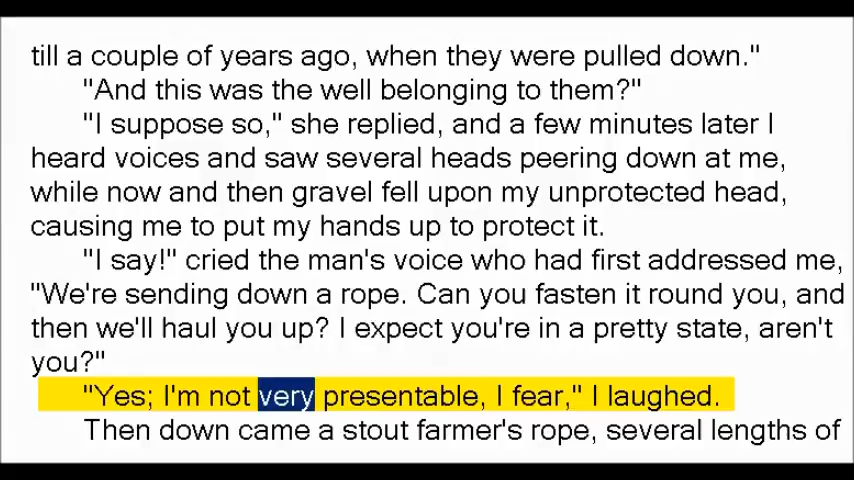 till a couple of years ago, when they were pulled down."
"And this was the well belonging to them?"
"I suppose so," she replied, and a few minutes later I
heard voices and saw several heads peering down at me,
while now and then gravel fell upon my unprotected head,
causing me to put my hands up to protect it.
"I say!" cried the man's voice who had first addressed me,
"We're sending down a rope. Can you fasten it round you, and
then we'll haul you up? I expect you're in a pretty state, aren't
you?"
"Yes; I'm not very presentable, I fear," I laughed.
Then down came a stout farmer's rope, several lengths of